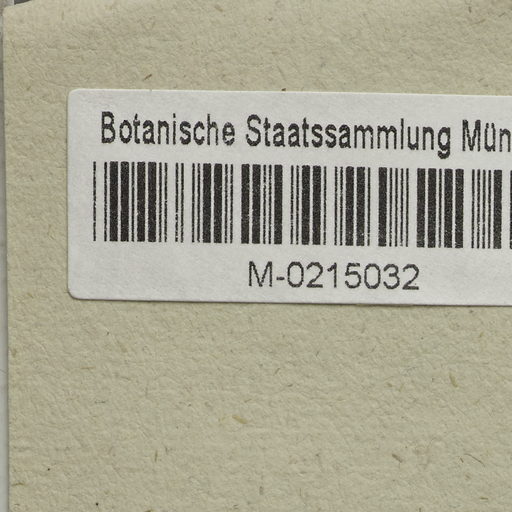 Botanische Staatssammlung Mün
M-0215032